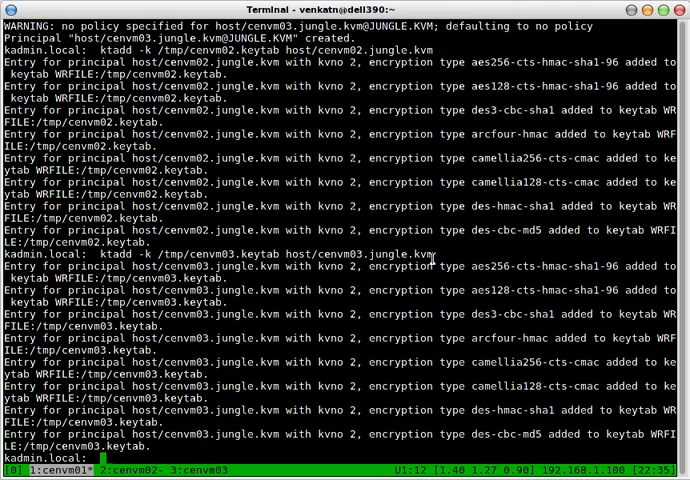 Terminal - venkatn@dell390:~
WARNING: no policy specified for host/cenvm03.jungle.kvm@JUNGLE.KVM; defaulting to no policy
Principal "host/cenvm03.jungle.kvm@JUNGLE.KVM" created.
kadmin.local:  ktadd -k /tmp/cenvm02.keytab host/cenvm02.jungle.kvm
Entry for principal host/cenvm02.jungle.kvm with kvno 2, encryption type aes256-cts-hmac-sha1-96 added to
 keytab WRFILE:/tmp/cenvm02.keytab.
Entry for principal host/cenvm02.jungle.kvm with kvno 2, encryption type aes128-cts-hmac-sha1-96 added to
 keytab WRFILE:/tmp/cenvm02.keytab.
Entry for principal host/cenvm02.jungle.kvm with kvno 2, encryption type des3-cbc-sha1 added to keytab WR
FILE:/tmp/cenvm02.keytab.
Entry for principal host/cenvm02.jungle.kvm with kvno 2, encryption type arcfour-hmac added to keytab WRF
ILE:/tmp/cenvm02.keytab.
Entry for principal host/cenvm02.jungle.kvm with kvno 2, encryption type camellia256-cts-cmac added to ke
ytab WRFILE:/tmp/cenvm02.keytab.
Entry for principal host/cenvm02.jungle.kvm with kvno 2, encryption type camellia128-cts-cmac added to ke
ytab WRFILE:/tmp/cenvm02.keytab.
Entry for principal host/cenvm02.jungle.kvm with kvno 2, encryption type des-hmac-sha1 added to keytab WR
FILE:/tmp/cenvm02.keytab.
Entry for principal host/cenvm02.jungle.kvm with kvno 2, encryption type des-cbc-md5 added to keytab WRFI
LE:/tmp/cenvm02.keytab.
kadmin.local:  ktadd -k /tmp/cenvm03.keytab host/cenvm03.jungle.kvm
Entry for principal host/cenvm03.jungle.kvm with kvno 2, encryption type aes256-cts-hmac-sha1-96 added to
 keytab WRFILE:/tmp/cenvm03.keytab.
Entry for principal host/cenvm03.jungle.kvm with kvno 2, encryption type aes128-cts-hmac-sha1-96 added to
 keytab WRFILE:/tmp/cenvm03.keytab.
Entry for principal host/cenvm03.jungle.kvm with kvno 2, encryption type des3-cbc-sha1 added to keytab WR
FILE:/tmp/cenvm03.keytab.
Entry for principal host/cenvm03.jungle.kvm with kvno 2, encryption type arcfour-hmac added to keytab WRF
ILE:/tmp/cenvm03.keytab.
Entry for principal host/cenvm03.jungle.kvm with kvno 2, encryption type camellia256-cts-cmac added to ke
ytab WRFILE:/tmp/cenvm03.keytab.
Entry for principal host/cenvm03.jungle.kvm with kvno 2, encryption type camellia128-cts-cmac added to ke
ytab WRFILE:/tmp/cenvm03.keytab.
Entry for principal host/cenvm03.jungle.kvm with kvno 2, encryption type des-hmac-sha1 added to keytab WR
FILE:/tmp/cenvm03.keytab.
Entry for principal host/cenvm03.jungle.kvm with kvno 2, encryption type des-cbc-md5 added to keytab WRFI
LE:/tmp/cenvm03.keytab.
kadmin.local:
[0] 1:cenvm01* 2:cenvm02- 3:cenvm03 U1:12 [1.40 1.27 0.90] 192.168.1.100 [22:35]